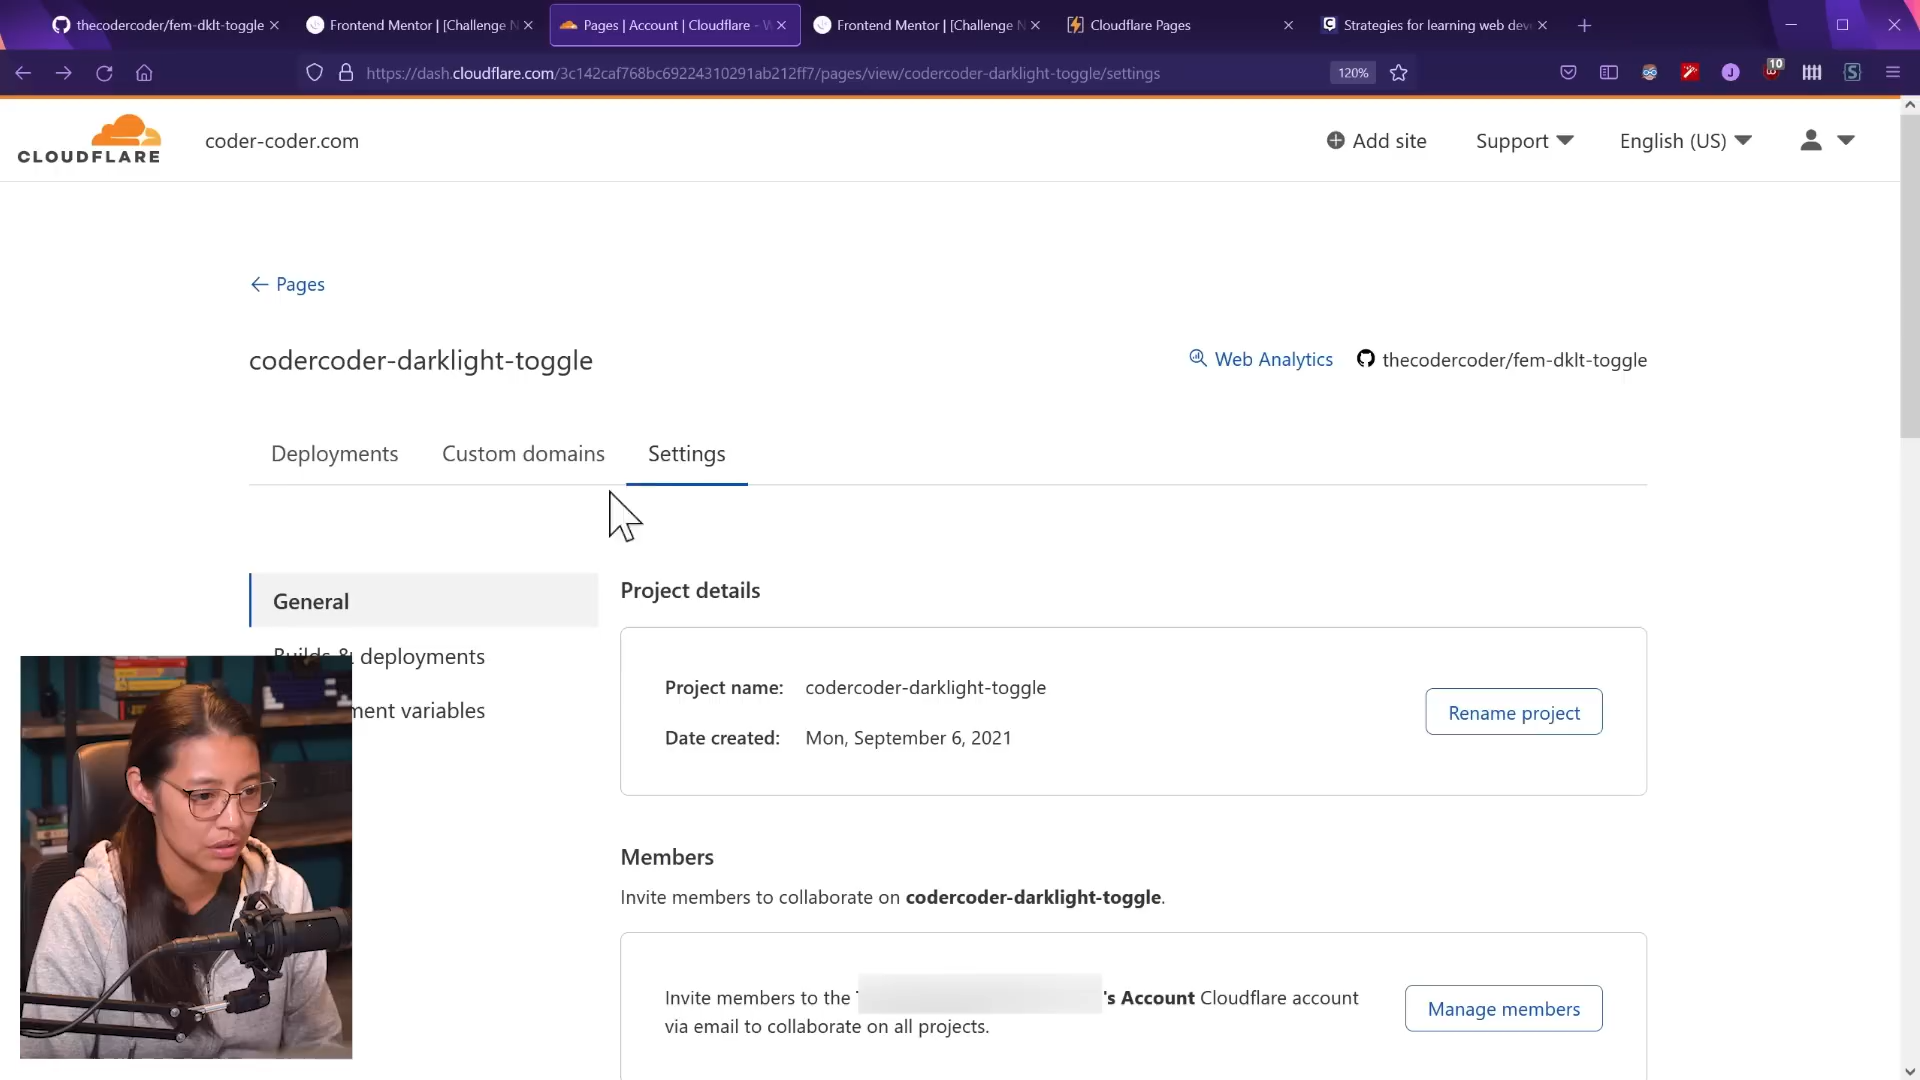 thecodercoder/fem-dklt-toggle
Frontend Mentor | [Challenge N
Pages | Account | Cloudflare - W
Frontend Mentor | [Challenge N
Cloudflare Pages
Strategies for learning web dev
https://dash.cloudflare.com/3c142caf768bc69224310291ab212ff7/pages/view/codercoder-darklight-toggle/settings
120%
10
CLOUDFLARE
coder-coder.com
Add site
Support
English (US)
← Pages
codercoder-darklight-toggle
Web Analytics
thecodercoder/fem-dklt-toggle
Deployments
Custom domains
Settings
General
Builds & deployments
ment variables
Project details
Project name: codercoder-darklight-toggle
Date created: Mon, September 6, 2021
Rename project
Members
Invite members to collaborate on codercoder-darklight-toggle.
Invite members to the 's Account Cloudflare account
via email to collaborate on all projects.
Manage members